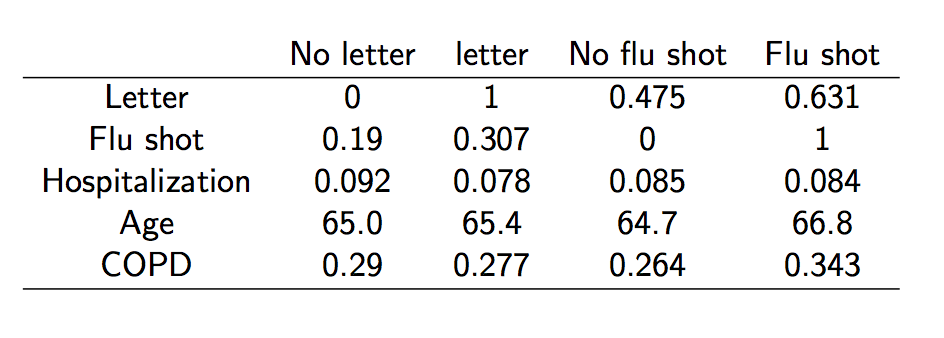 No letter letter No flu shot Flu shot
Letter 0 1 0.475 0.631
Flu shot 0.19 0.307 0 1
Hospitalization 0.092 0.078 0.085 0.084
Age 65.0 65.4 64.7 66.8
COPD 0.29 0.277 0.264 0.343